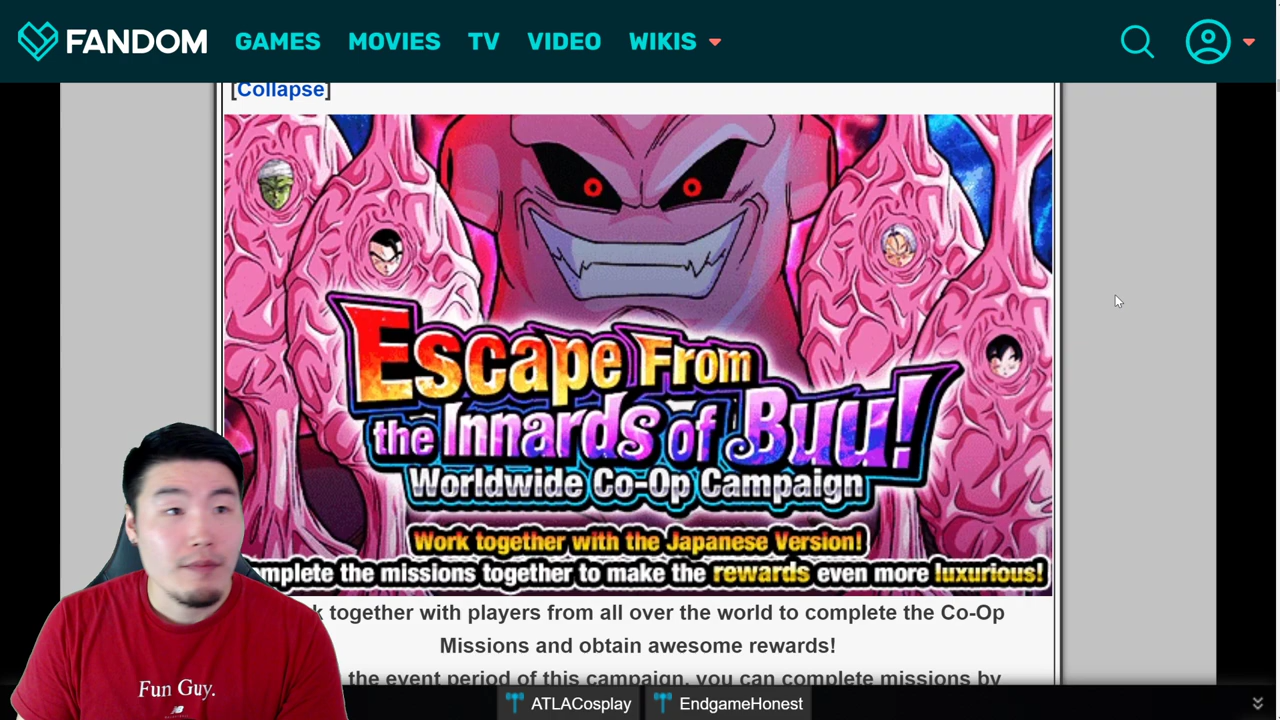 FANDOM GAMES MOVIES TV VIDEO WIKIS
[Collapse]
Escape From
the Innards of Buu!
Worldwide Co-Op Campaign
Work together with the Japanese Version!
the missions together to make the rewards even more luxurious!
together with players from all over the world to complete the Co-Op
Missions and obtain awesome rewards!
the event period of this campaign, you can complete missions by
Fun Guy.
ATLACosplay EndgameHonest